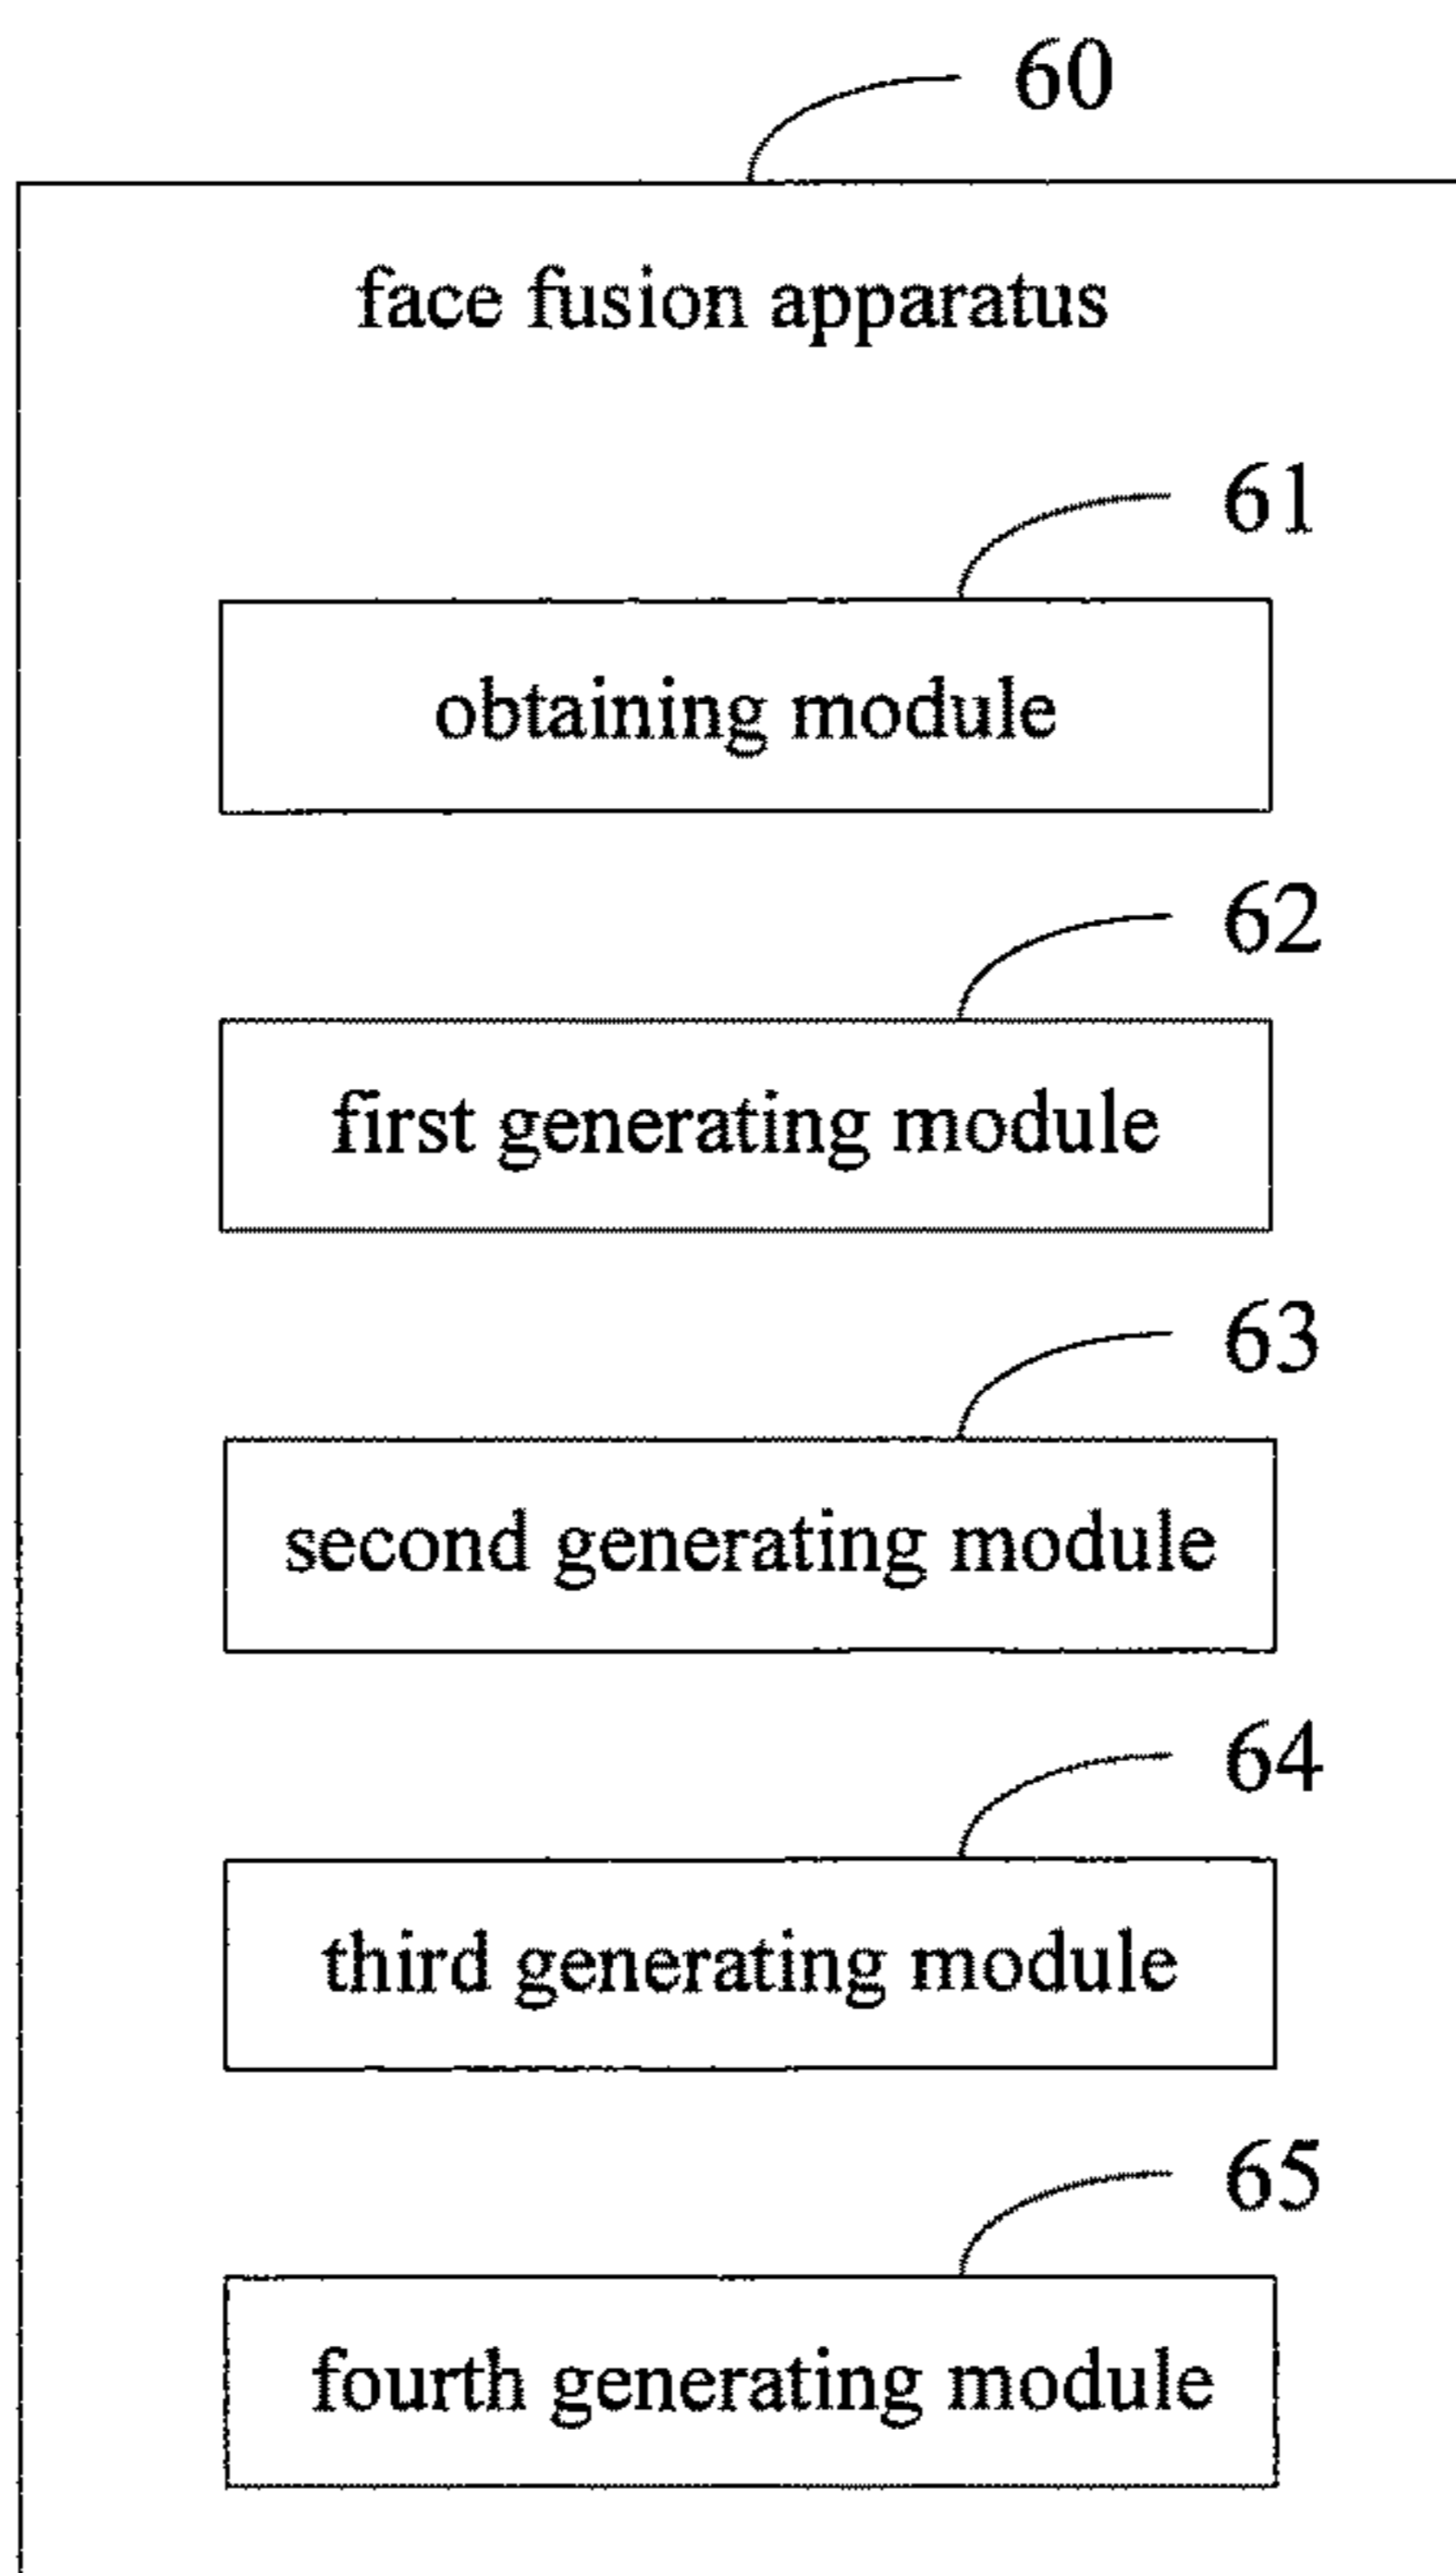 60
face fusion apparatus
61
obtaining module
62
first generating module
63
second generating module
64
third generating module
65
fourth generating module